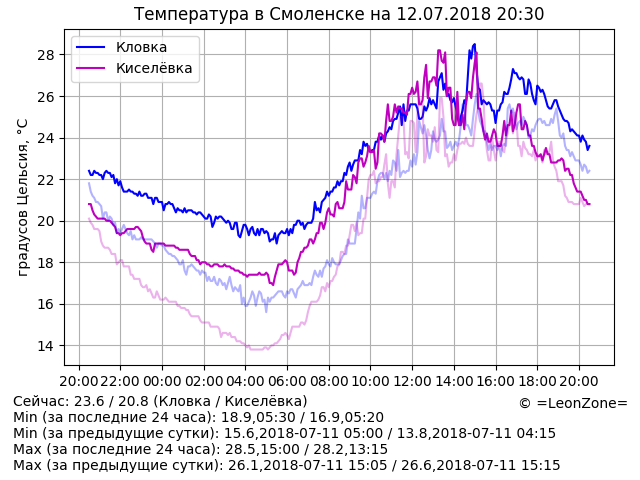 Температура в Смоленске на 12.07.2018 20:30
градусов Цельсия, °C
28
26
24
22
20
18
16
14
Кловка
Киселёвка
20:00 22:00 00:00 02:00 04:00 06:00 08:00 10:00 12:00 14:00 16:00 18:00 20:00
Сейчас: 23.6 / 20.8 (Кловка / Киселёвка)
© =LeonZone=
Min (за последние 24 часа): 18.9,05:30 / 16.9,05:20
Min (за предыдущие сутки): 15.6,2018-07-11 05:00 / 13.8,2018-07-11 04:15
Max (за последние 24 часа): 28.5,15:00 / 28.2,13:15
Max (за предыдущие сутки): 26.1,2018-07-11 15:05 / 26.6,2018-07-11 15:15